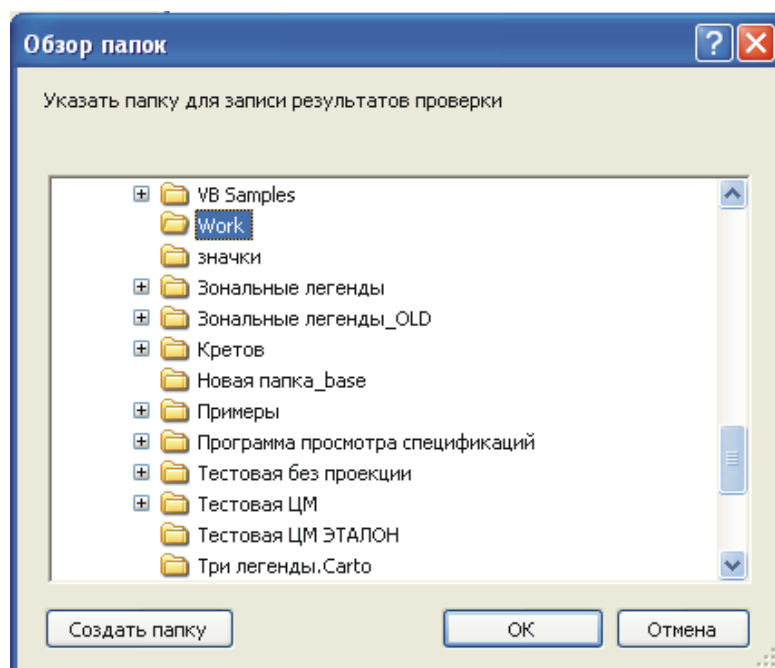 Обзор папок
Указать папку для записи результатов проверки
VB Samples
Work
значки
Зональные легенды
Зональные легенды_OLD
Кретов
Новая папка_base
Примеры
Программа просмотра спецификаций
Тестовая без проекции
Тестовая ЦМ
Тестовая ЦМ ЭТАЛОН
Три легенды.Carto
Создать папку
ОК
Отмена